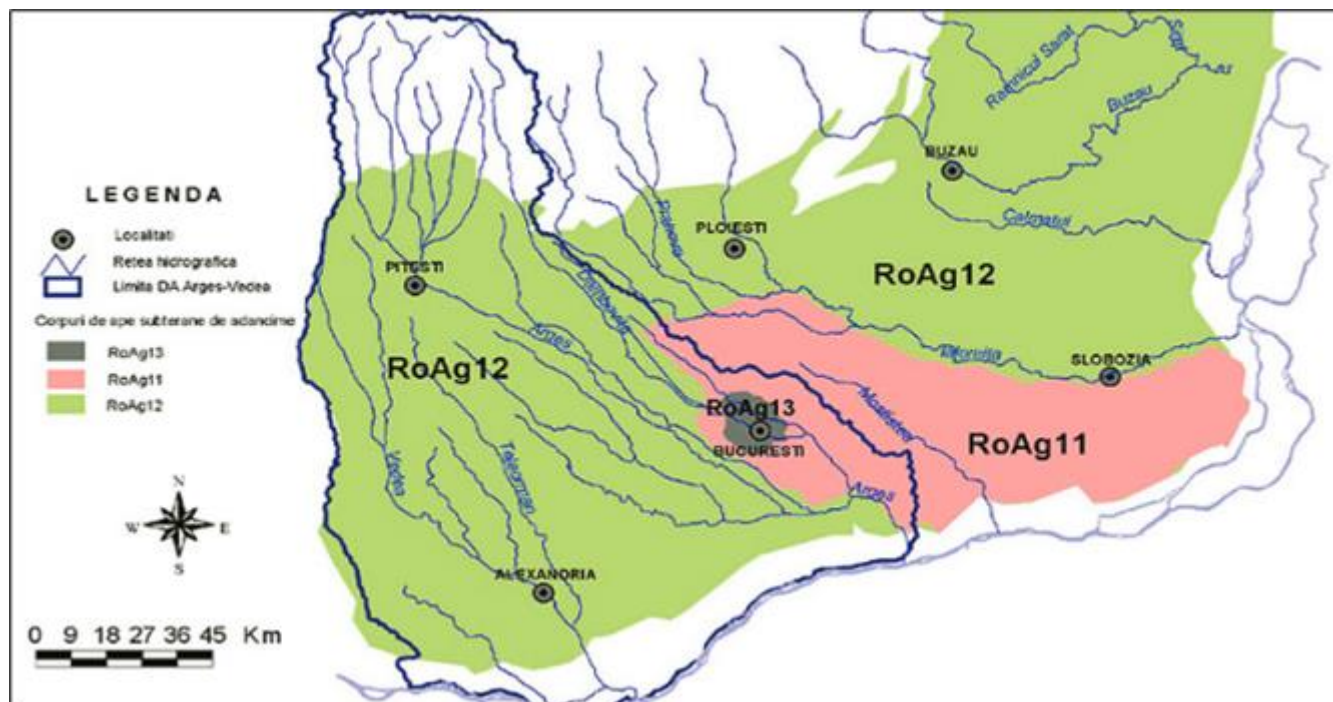 Ramnicul Sarat
Buzau
BUZAU
LEGENDA
Localitati
Retea hidrografica
Limita DA Arges-Vedea
Corpuri de ape subterane de adancime
RoAg13
RoAg11
RoAg12
Calmatui
Prahova
PLOIESTI
RoAg12
PITESTI
Dambovita
Arges
RoAg12
Ialomita
SLOBOZIA
Mostistea
RoAg13
BUCURESTI
RoAg11
Arges
Vedea
Teleorman
ALEXANDRIA
N
W E
S
0 9 18 27 36 45 Km